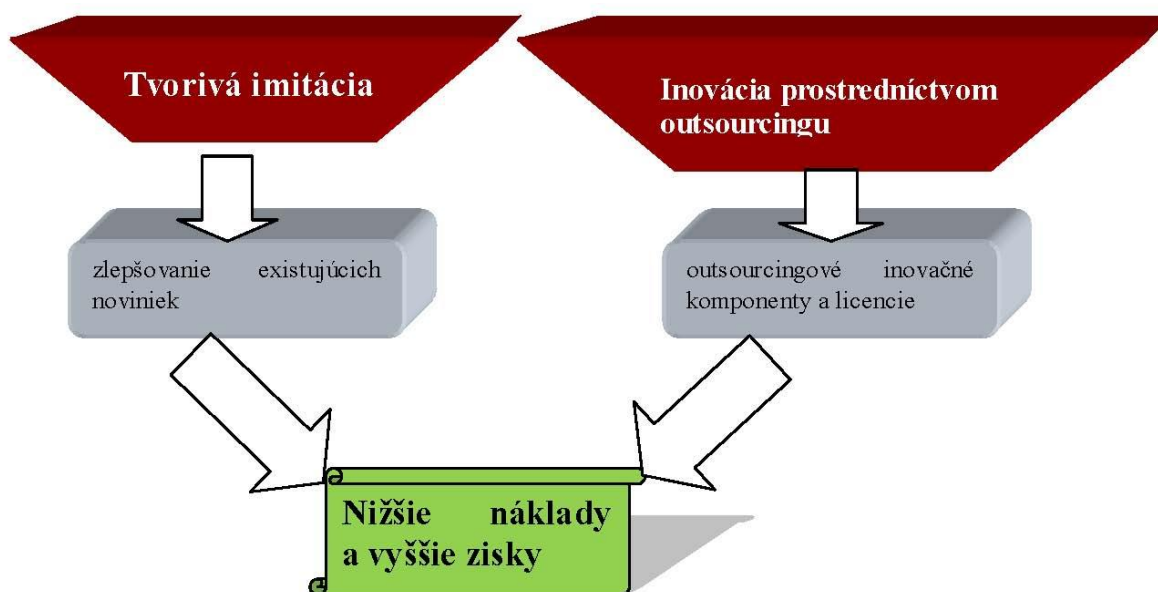 Tvorivá imitácia
Inovácia prostredníctvom
outsourcingu
zlepšovanie existujúcich
noviniek
outsourcingové inovačné
komponenty a licencie
Nižšie náklady
a vyššie zisky